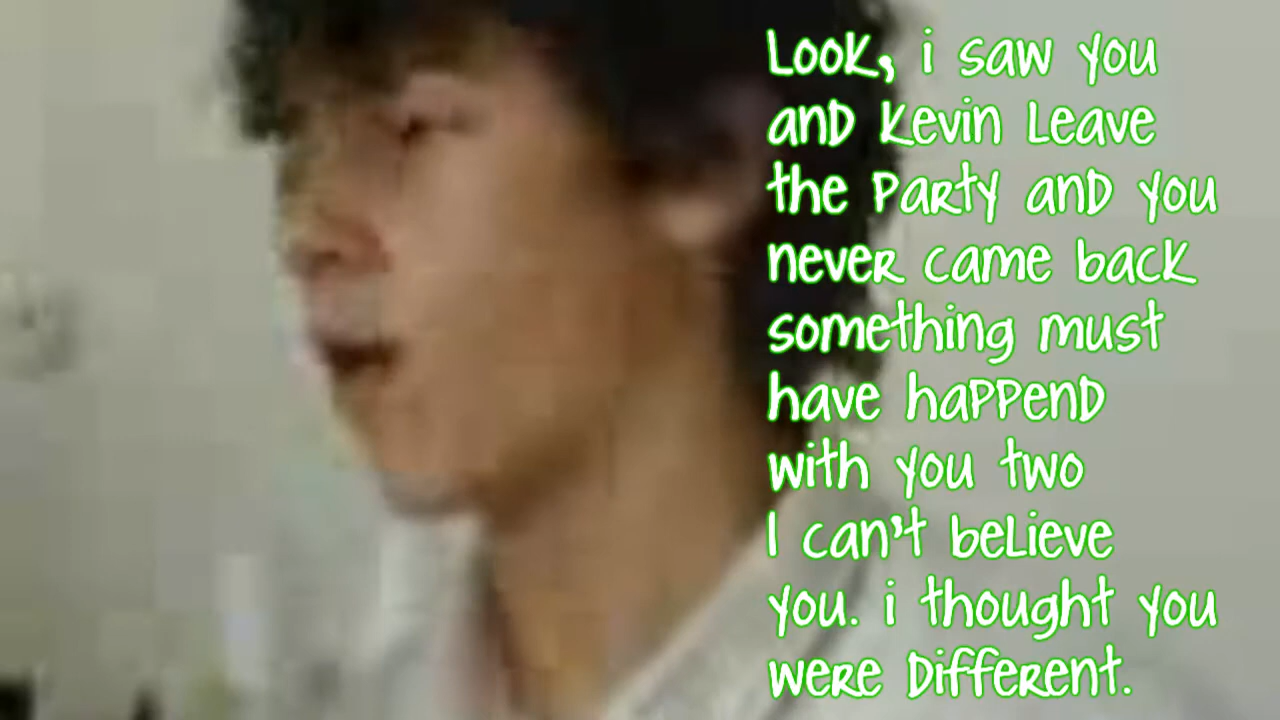 Look, i saw you
and Kevin Leave
the Party and you
never came back
something must
have happend
with you two
I can't believe
you. i thought you
were Different.